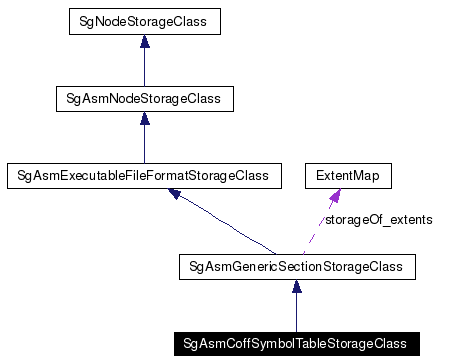 SgNodeStorageClass
SgAsmNodeStorageClass
SgAsmExecutableFileFormatStorageClass
ExtentMap
storageOf_extents
SgAsmGenericSectionStorageClass
SgAsmCoffSymbolTableStorageClass